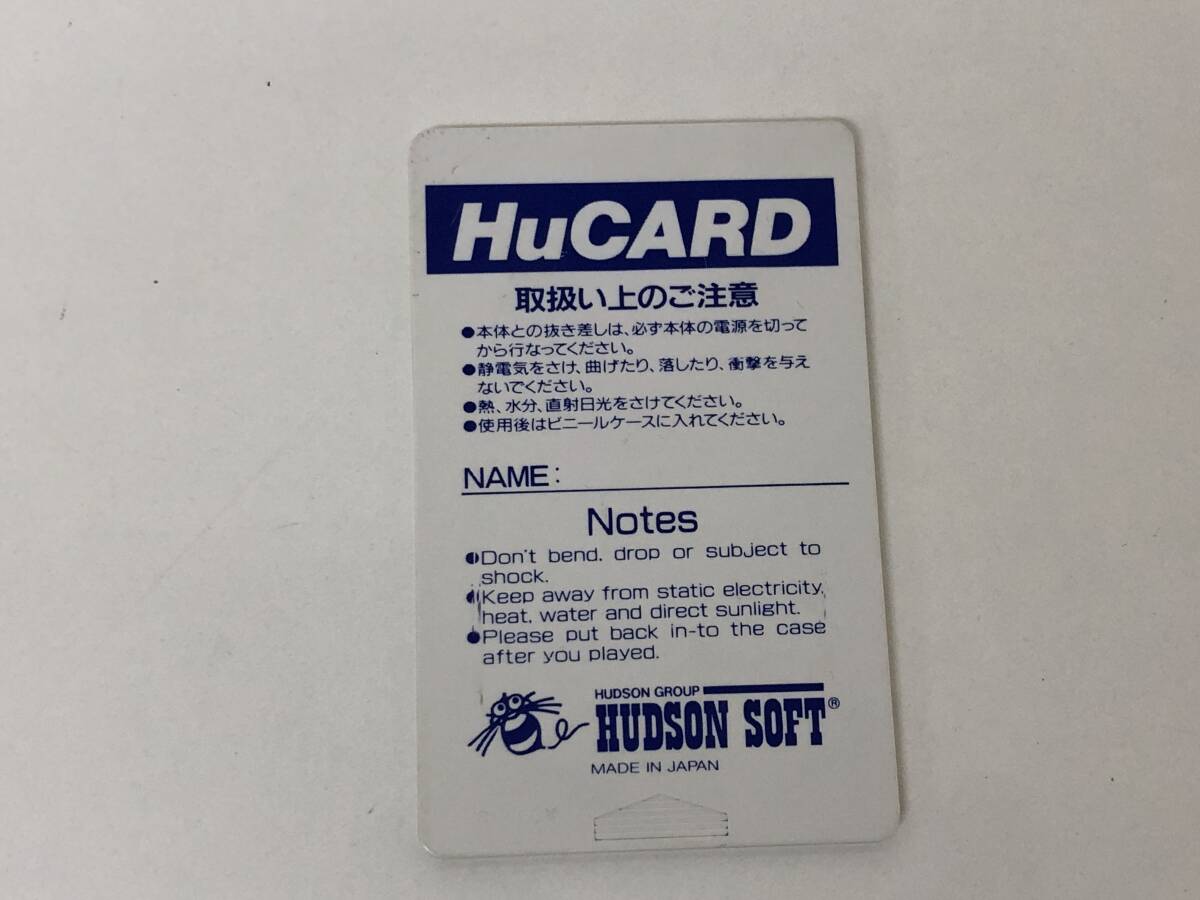 HuCARD
取扱い上のご注意
●本体との抜き差しは、必ず本体の電源を切って
から行なってください。
●静電気をさけ、曲げたり、落したり、衝撃を与え
ないでください。
●熱、水分、直射日光をさけてください。
●使用後はビニールケースに入れてください。
NAME:
Notes
●Don't bend, drop or subject to
shock.
●Keep away from static electricity,
heat, water and direct sunlight.
●Please put back in-to the case
after you played.
HUDSON GROUP
HUDSON SOFT®
MADE IN JAPAN